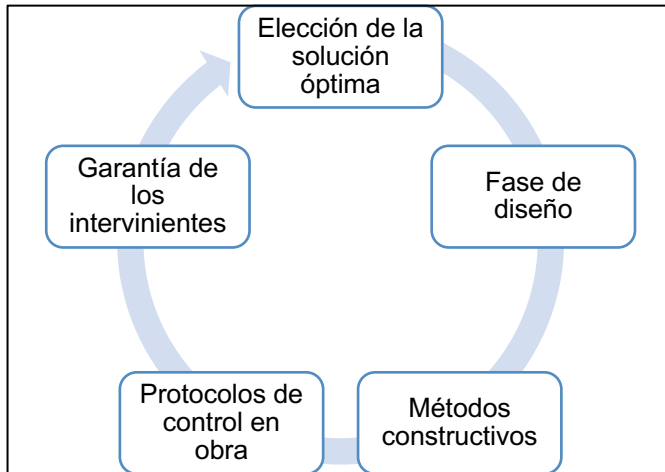 Elección de la
solución
óptima
Fase de
diseño
Métodos
constructivos
Protocolos de
control en
obra
Garantía de
los
intervinientes